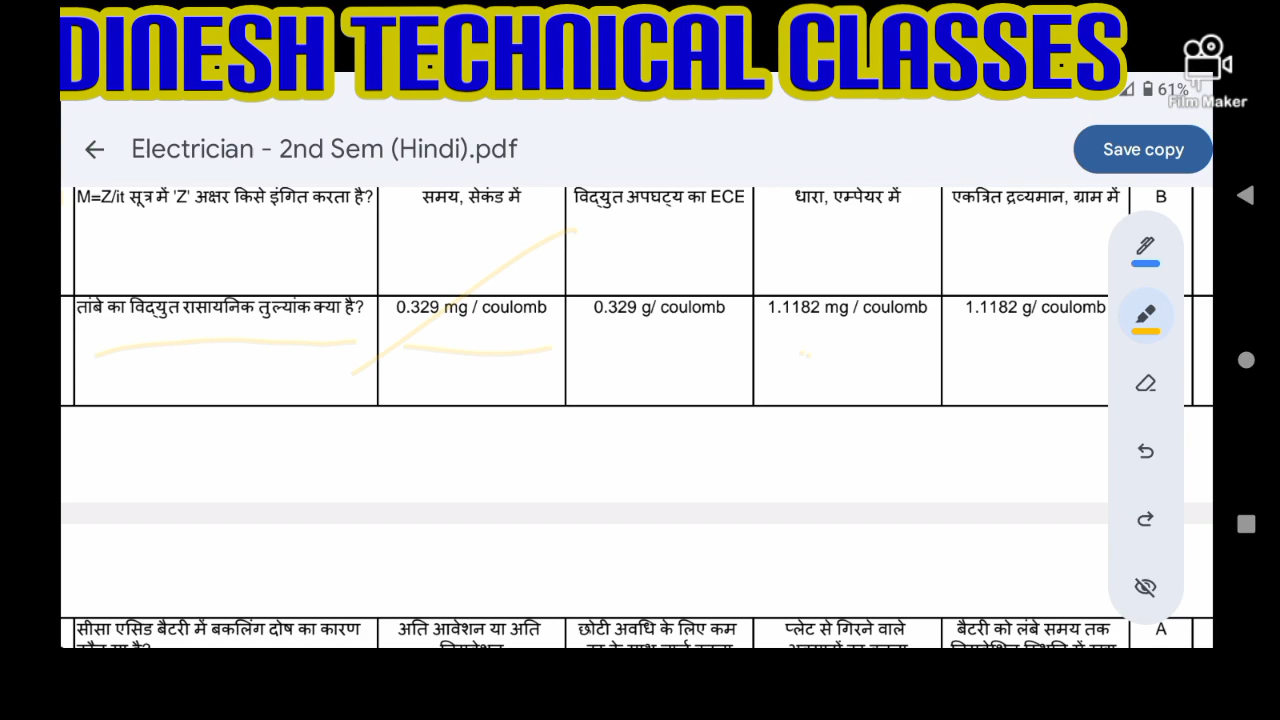 DINESH TECHNICAL CLASSES
61%
Film Maker
Electrician - 2nd Sem (Hindi).pdf
Save copy
M=Z/it सूत्र में 'Z' अक्षर किसे इंगित करता है?
समय, सेकंड में
विद्युत अपघट्य का ECE
धारा, एम्पेयर में
एकत्रित द्रव्यमान, ग्राम में
B
तांबे का विद्युत रासायनिक तुल्यांक क्या है?
0.329 mg / coulomb
0.329 g/ coulomb
1.1182 mg / coulomb
1.1182 g/ coulomb
सीसा एसिड बैटरी में बकलिंग दोष का कारण
अति आवेशन या अति
छोटी अवधि के लिए कम
प्लेट से गिरने वाले
बैटरी को लंबे समय तक
A